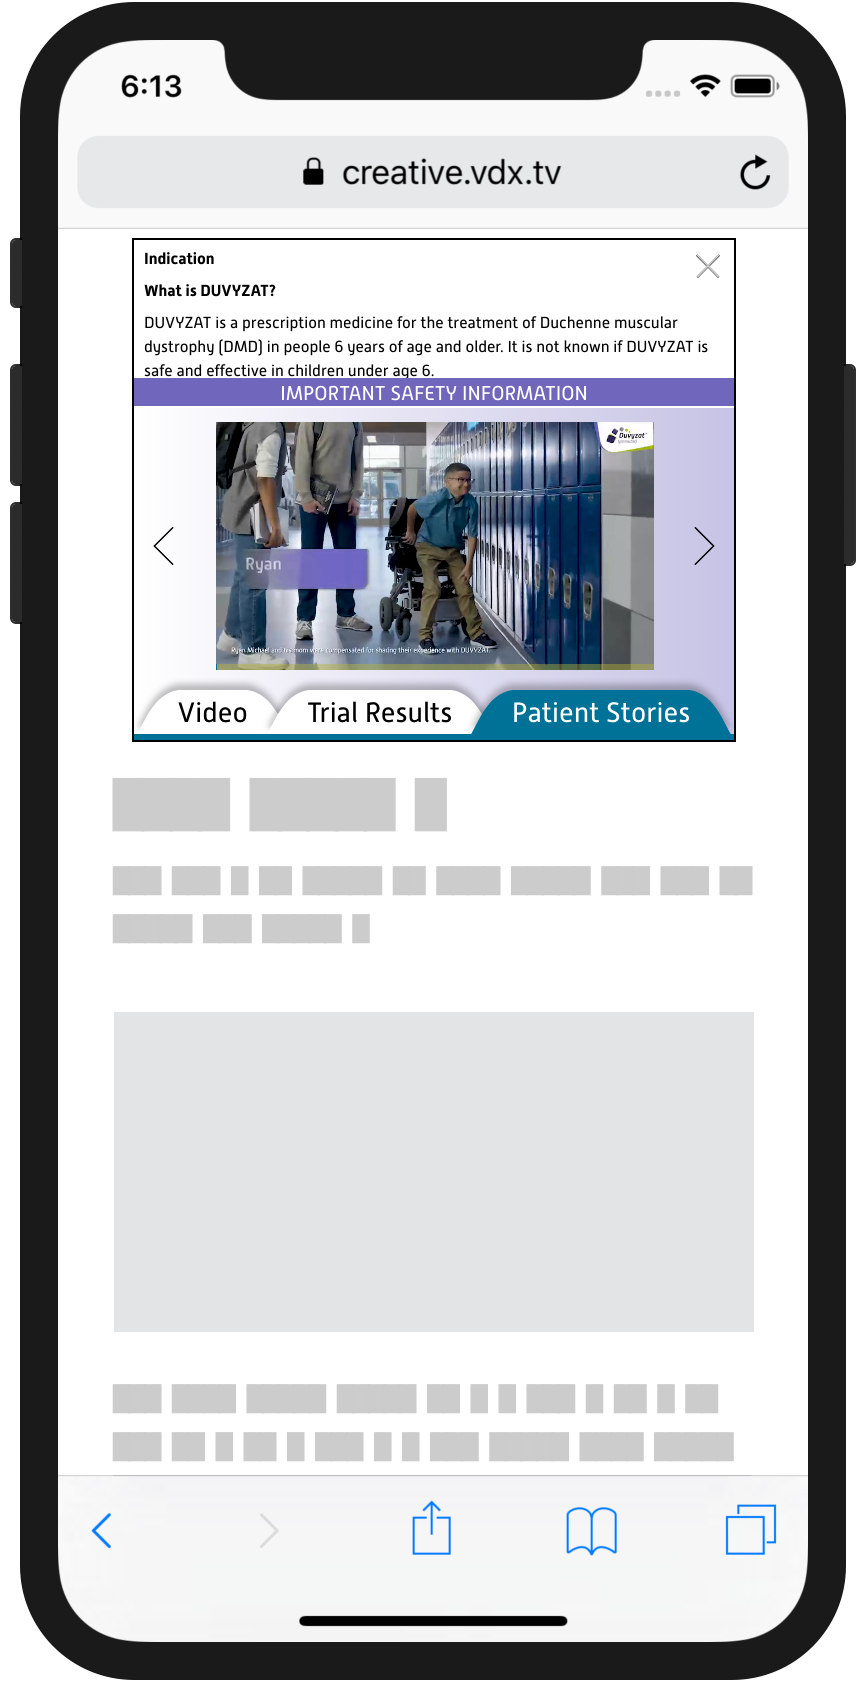 6:13
creative.vdx.tv
Indication
What is DUVYZAT?
DUVYZAT is a prescription medicine for the treatment of Duchenne muscular
dystrophy (DMD) in people 6 years of age and older. It is not known if DUVYZAT is
safe and effective in children under age 6.
IMPORTANT SAFETY INFORMATION
Duvyzat
Ryan
Ryan Michael and his mom were compensated for sharing their experience with DUVYZAT.
Video
Trial Results
Patient Stories